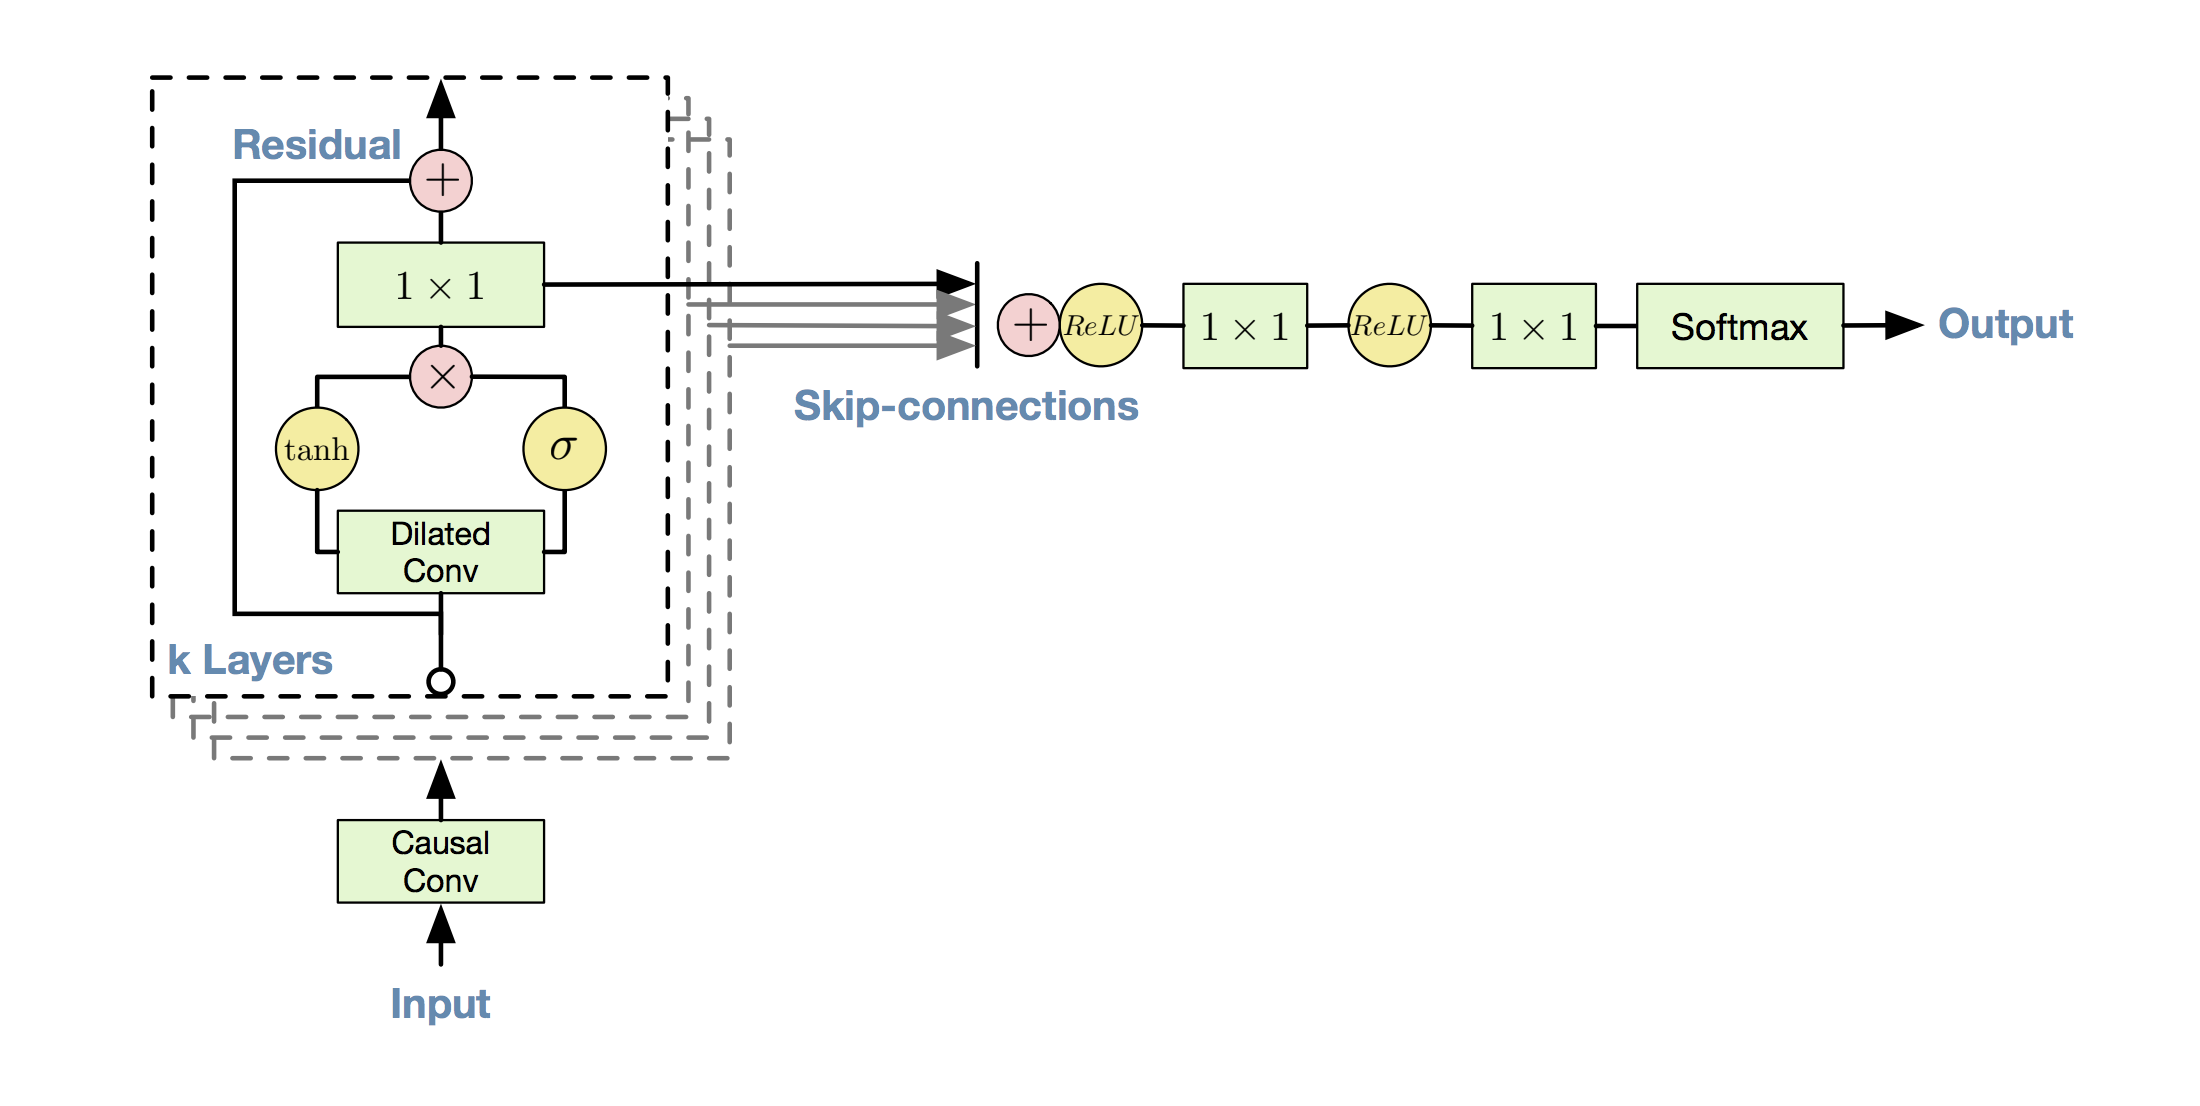 Residual
+
1 × 1
×
tanh
σ
Dilated
Conv
k Layers
Causal
Conv
Input
+
ReLU
1 × 1
ReLU
1 × 1
Softmax
Output
Skip-connections